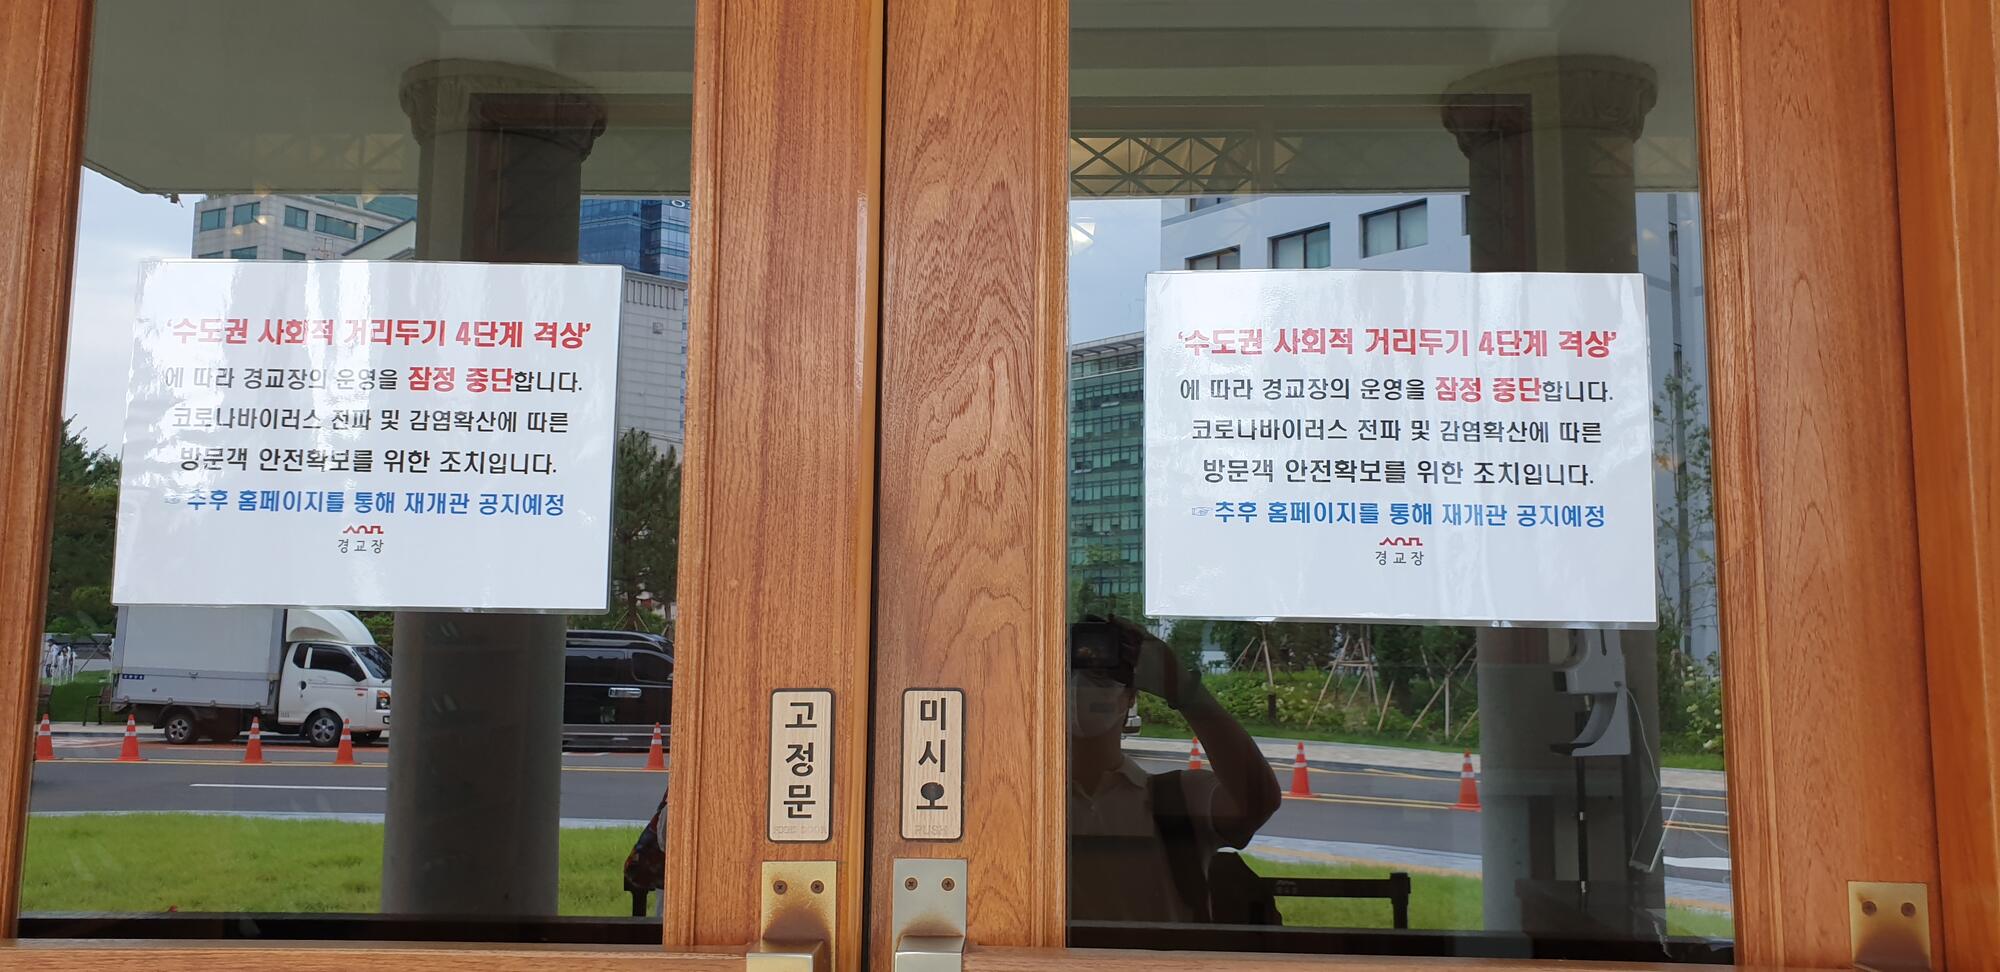 '수도권 사회적 거리두기 4단계 격상'
에 따라 경교장의 운영을 잠정 중단합니다.
코로나바이러스 전파 및 감염확산에 따른
방문객 안전확보를 위한 조치입니다.
☞추후 홈페이지를 통해 재개관 공지예정
경교장
'수도권 사회적 거리두기 4단계 격상'
에 따라 경교장의 운영을 잠정 중단합니다.
코로나바이러스 전파 및 감염확산에 따른
방문객 안전확보를 위한 조치입니다.
☞추후 홈페이지를 통해 재개관 공지예정
경교장
고정문
미시오
PUSH